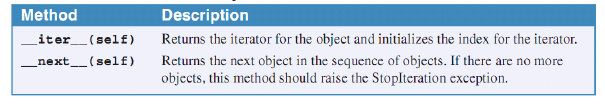 Method Description
__iter__(self) Returns the iterator for the object and initializes the index for the iterator.
__next__(self) Returns the next object in the sequence of objects. If there are no more
objects, this method should raise the StopIteration exception.